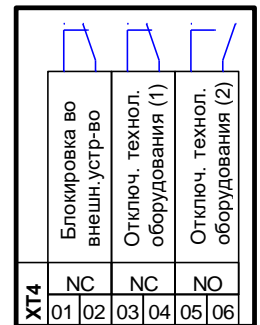 Блокировка во
внешн.устр-во
Отключ. технол.
оборудования (1)
Отключ. технол.
оборудования (2)
XT4
NC NC NO
01 02 03 04 05 06